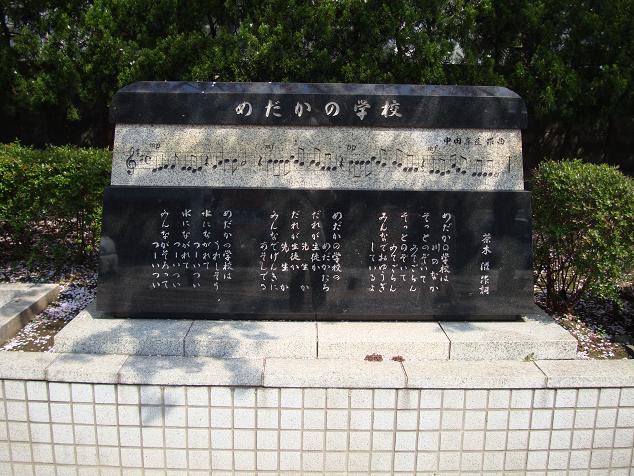 めだかの学校
中田喜直作曲
mp
mf
pp
mf
茶木 滋作詞
めだかの学校は
川のなか
そっとのぞいて
みてごらん
そっとのぞいて
みてごらん
みんなでおゆうぎ
しているよ
めだかの学校の
めだかたち
だれが生徒か
先生か
だれが生徒か
先生か
みんなでげんきに
あそんでる
めだかの学校は
うれしそう
水にながれて
つーいつい
水にながれて
つーいつい
みんながそろって
つーいつい